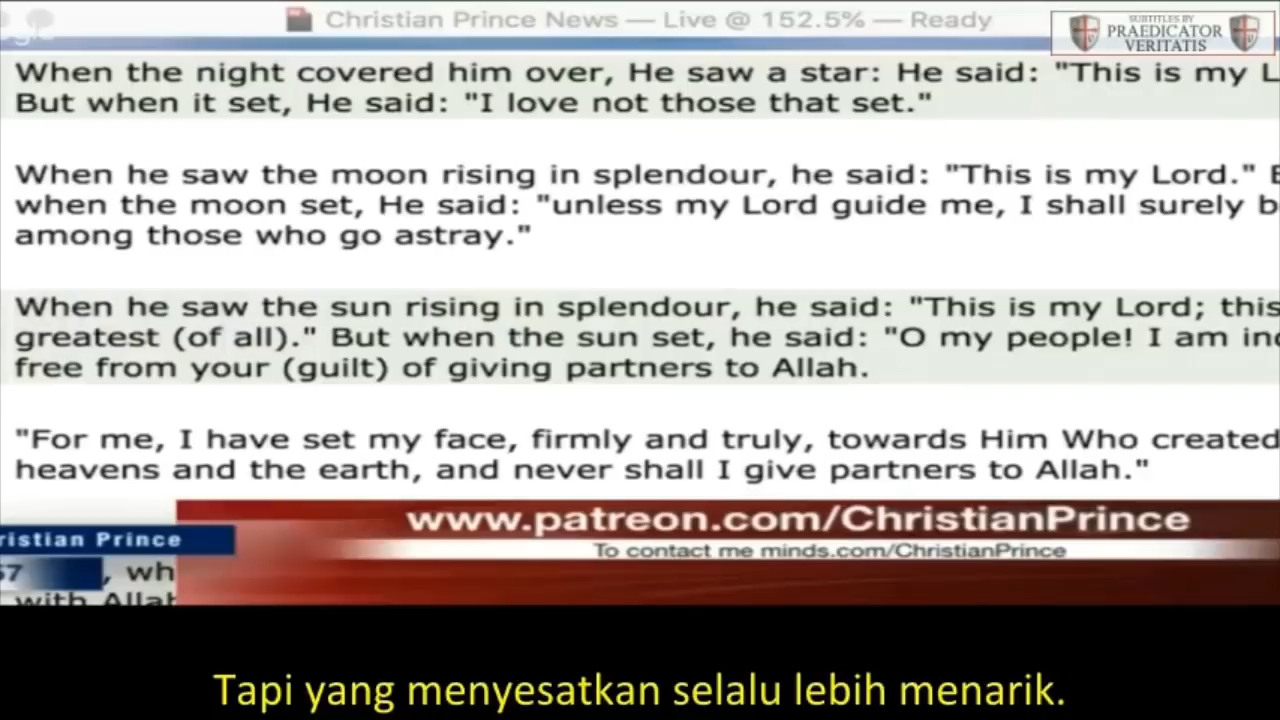 Christian Prince News — Live @ 152.5% — Ready
SUBTITLES BY
PRAEDICATOR
VERITATIS
When the night covered him over, He saw a star: He said: "This is my
But when it set, He said: "I love not those that set."
When he saw the moon rising in splendour, he said: "This is my Lord."
when the moon set, He said: "unless my Lord guide me, I shall surely
among those who go astray."
When he saw the sun rising in splendour, he said: "This is my Lord; this
greatest (of all)." But when the sun set, he said: "O my people! I am
free from your (guilt) of giving partners to Allah.
"For me, I have set my face, firmly and truly, towards Him Who created
heavens and the earth, and never shall I give partners to Allah."
www.patreon.com/ChristianPrince
ristian Prince
To contact me minds.com/ChristianPrince
, wh
with Allah
Tapi yang menyesatkan selalu lebih menarik.